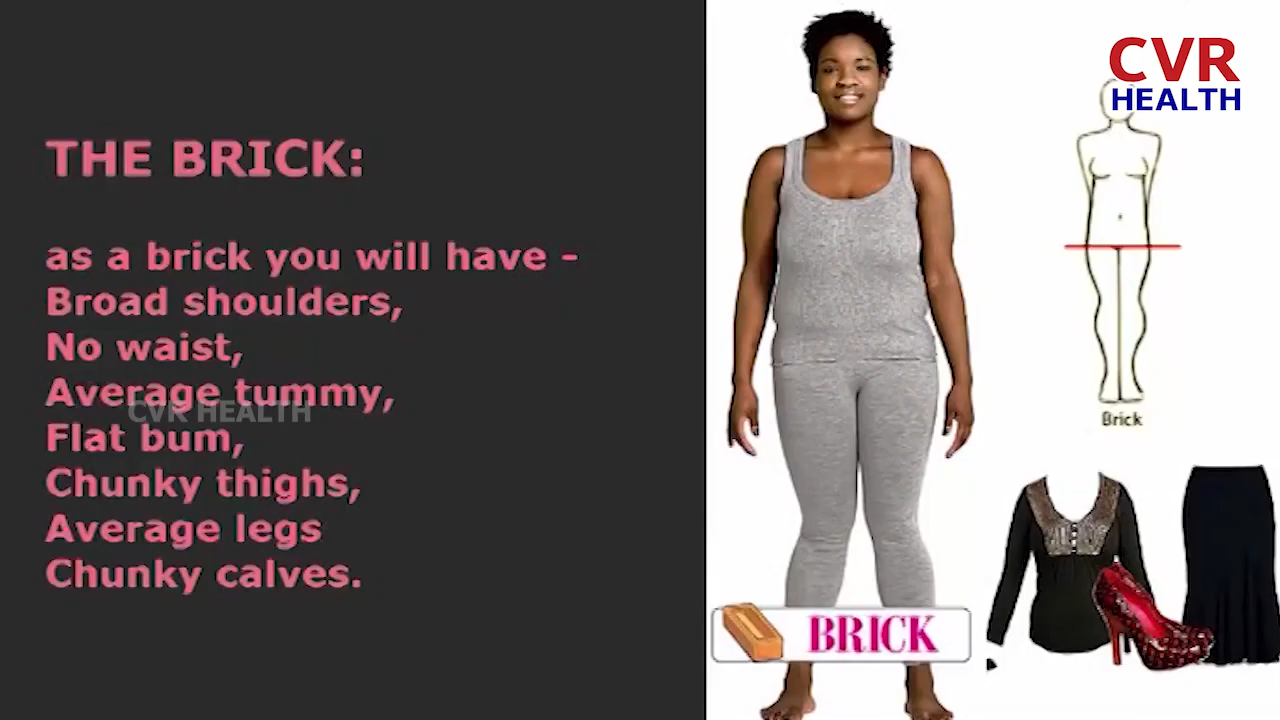 CVR
HEALTH
THE BRICK:
as a brick you will have -
Broad shoulders,
No waist,
Average tummy,
CVR HEALTH
Flat bum,
Chunky thighs,
Average legs
Chunky calves.
Brick
BRICK